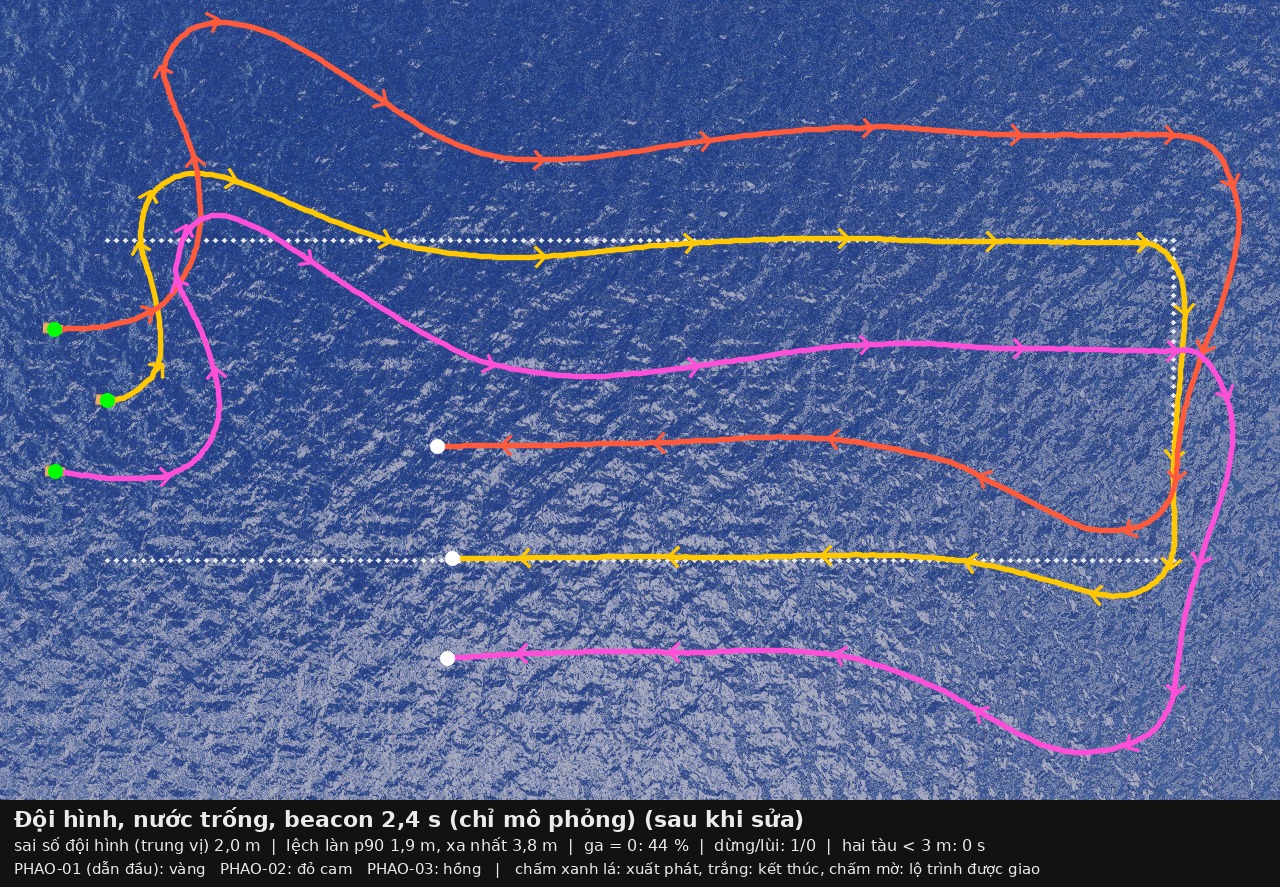 Đội hình, nước trống, beacon 2,4 s (chỉ mô phỏng) (sau khi sửa)
sai số đội hình (trung vị) 2,0 m | lệch làn p90 1,9 m, xa nhất 3,8 m | ga = 0: 44 % | dừng/lùi: 1/0 | hai tàu < 3 m: 0 s
PHAO-01 (dẫn đầu): vàng PHAO-02: đỏ cam PHAO-03: hồng | chấm xanh lá: xuất phát, trắng: kết thúc, chấm mờ: lộ trình được giao